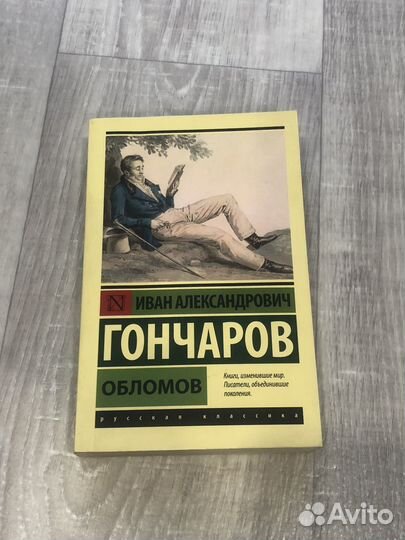 N ИВАН АЛЕКСАНДРОВИЧ
ГОНЧАРОВ
ОБЛОМОВ
Книги, изменившие мир.
Писатели, объединившие
поколения.
русская классика
Avito